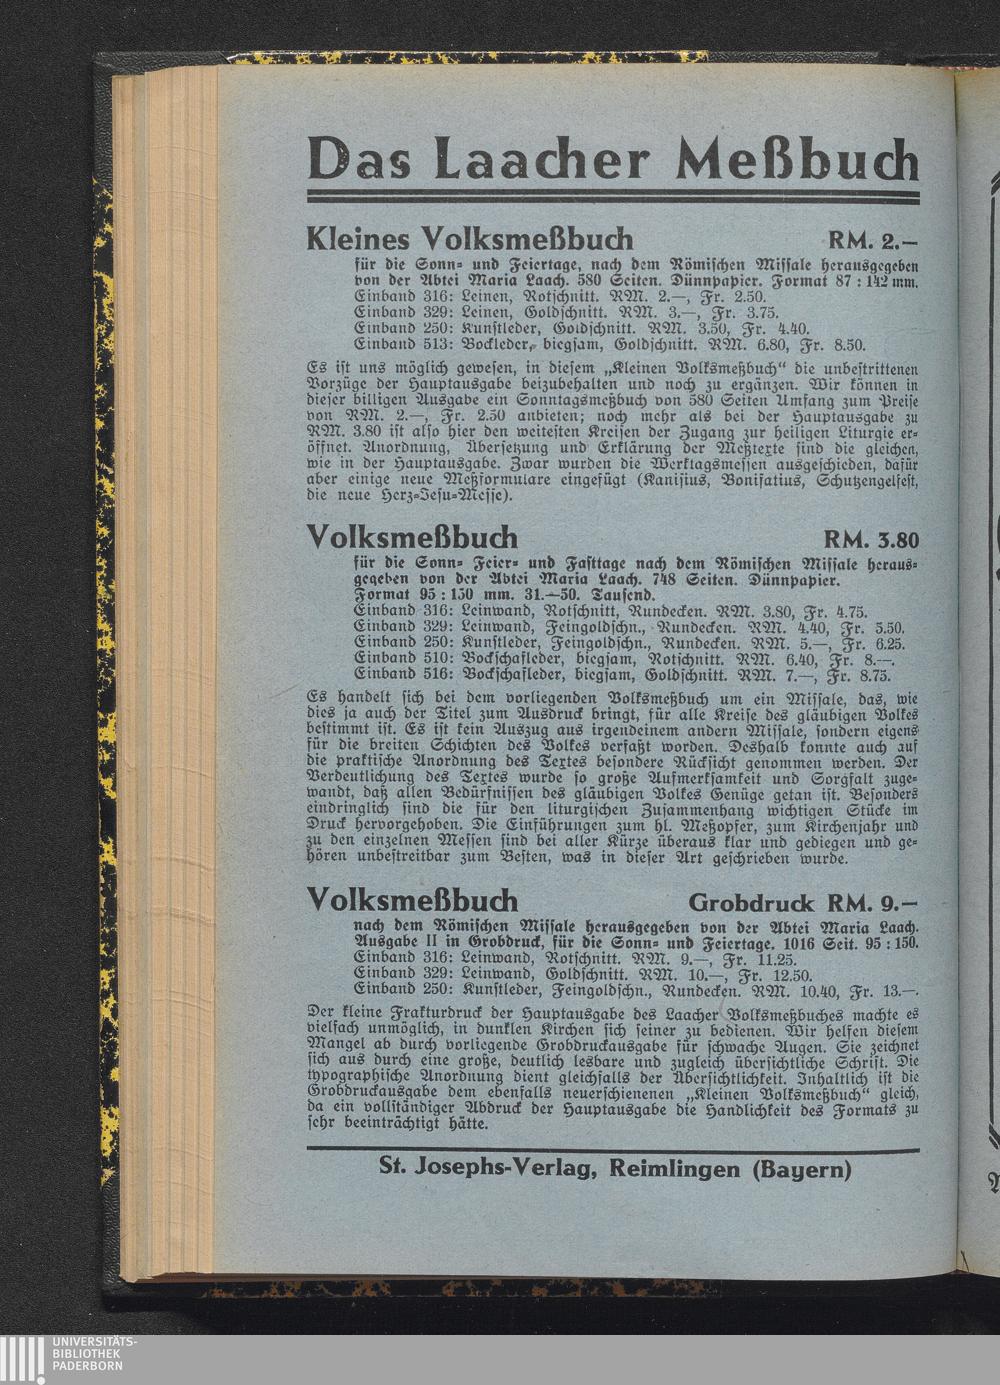 Das Laacher Meßbuch
Kleines Volksmeßbuch RM. 2.—
für die Sonn= und Feiertage, nach dem Römischen Missale herausgegeben
von der Abtei Maria Laach. 580 Seiten. Dünnpapier. Format 87 : 142 mm.
Einband 316: Leinen, Rotschnitt. RM. 2.—, Fr. 2.50.
Einband 329: Leinen, Goldschnitt. RM. 3.—, Fr. 3.75.
Einband 250: Kunstleder, Goldschnitt. RM. 3.50, Fr. 4.40.
Einband 513: Bockleder, biegsam, Goldschnitt. RM. 6.80, Fr. 8.50.
Es ist uns möglich gewesen, in diesem „Kleinen Volksmeßbuch“ die unbestrittenen
Vorzüge der Hauptausgabe beizubehalten und noch zu ergänzen. Wir können in
dieser billigen Ausgabe ein Sonntagsmeßbuch von 580 Seiten Umfang zum Preise
von RM. 2.—, Fr. 2.50 anbieten; noch mehr als bei der Hauptausgabe zu
RM. 3.80 ist also hier den weitesten Kreisen der Zugang zur heiligen Liturgie er=
öffnet. Anordnung, Übersetzung und Erklärung der Meßtexte sind die gleichen,
wie in der Hauptausgabe. Zwar wurden die Werktagsmessen ausgeschieden, dafür
aber einige neue Meßformulare eingefügt (Kanisius, Bonifatius, Schutzengelfest,
die neue Herz=Jesu=Messe).
Volksmeßbuch RM. 3.80
für die Sonn= Feier= und Fasttage nach dem Römischen Missale heraus=
gegeben von der Abtei Maria Laach. 748 Seiten. Dünnpapier.
Format 95 : 150 mm. 31.—50. Tausend.
Einband 316: Leinwand, Rotschnitt, Rundecken. RM. 3.80, Fr. 4.75.
Einband 329: Leinwand, Feingoldschn., Rundecken. RM. 4.40, Fr. 5.50.
Einband 250: Kunstleder, Feingoldschn., Rundecken. RM. 5.—, Fr. 6.25.
Einband 510: Bockschafleder, biegsam, Rotschnitt. RM. 6.40, Fr. 8.—.
Einband 516: Bockschafleder, biegsam, Goldschnitt. RM. 7.—, Fr. 8.75.
Es handelt sich bei dem vorliegenden Volksmeßbuch um ein Missale, das, wie
dies ja auch der Titel zum Ausdruck bringt, für alle Kreise des gläubigen Volkes
bestimmt ist. Es ist kein Auszug aus irgendeinem andern Missale, sondern eigens
für die breiten Schichten des Volkes verfaßt worden. Deshalb konnte auch auf
die praktische Anordnung des Textes besondere Rücksicht genommen werden. Der
Verdeutlichung des Textes wurde so große Aufmerksamkeit und Sorgfalt zuge=
wandt, daß allen Bedürfnissen des gläubigen Volkes Genüge getan ist. Besonders
eindringlich sind die für den liturgischen Zusammenhang wichtigen Stücke im
Druck hervorgehoben. Die Einführungen zum hl. Meßopfer, zum Kirchenjahr und
zu den einzelnen Messen sind bei aller Kürze überaus klar und gediegen und ge=
hören unbestreitbar zum Besten, was in dieser Art geschrieben wurde.
Volksmeßbuch Grobdruck RM. 9.—
nach dem Römischen Missale herausgegeben von der Abtei Maria Laach.
Ausgabe II in Grobdruck, für die Sonn= und Feiertage. 1016 Seit. 95 : 150.
Einband 316: Leinwand, Rotschnitt. RM. 9.—, Fr. 11.25.
Einband 329: Leinwand, Goldschnitt. RM. 10.—, Fr. 12.50.
Einband 250: Kunstleder, Feingoldschn., Rundecken. RM. 10.40, Fr. 13.—.
Der kleine Frakturdruck der Hauptausgabe des Laacher Volksmeßbuches machte es
vielfach unmöglich, in dunklen Kirchen sich seiner zu bedienen. Wir helfen diesem
Mangel ab durch vorliegende Grobdruckausgabe für schwache Augen. Sie zeichnet
sich aus durch eine große, deutlich lesbare und zugleich übersichtliche Schrift. Die
typographische Anordnung dient gleichfalls der Übersichtlichkeit. Inhaltlich ist die
Grobdruckausgabe dem ebenfalls neuerschienenen „Kleinen Volksmeßbuch“ gleich,
da ein vollständiger Abdruck der Hauptausgabe die Handlichkeit des Formats zu
sehr beeinträchtigt hätte.
St. Josephs-Verlag, Reimlingen (Bayern)
UNIVERSITÄTS-
BIBLIOTHEK
PADERBORN